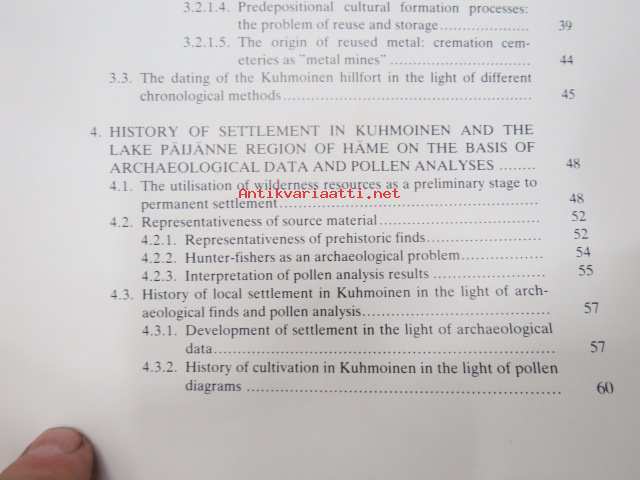 3.2.1.4. Predepositional cultural formation processes:
the problem of reuse and storage.................... 39
3.2.1.5. The origin of reused metal: cremation cem-
eteries as "metal mines" ................................ 44
3.3. The dating of the Kuhmoinen hillfort in the light of different
chronological methods........................................................ 45
4. HISTORY OF SETTLEMENT IN KUHMOINEN AND THE
LAKE PÄIJÄNNE REGION OF HÄME ON THE BASIS OF
ARCHAEOLOGICAL DATA AND POLLEN ANALYSES ........ 48
4.1. The utilisation of wilderness resources as a preliminary stage to
Antikvariaatti.net
permanent settlement........................................................ 48
4.2. Representativeness of source material .................................. 52
4.2.1. Representativeness of prehistoric finds......................... 52
4.2.2. Hunter-fishers as an archaeological problem................. 54
4.2.3. Interpretation of pollen analysis results ....................... 55
4.3. History of local settlement in Kuhmoinen in the light of arch-
aeological finds and pollen analysis........................................ 57
4.3.1. Development of settlement in the light of archaeological
data........................................................................ 57
4.3.2. History of cultivation in Kuhmoinen in the light of pollen
diagrams ................................................................ 60